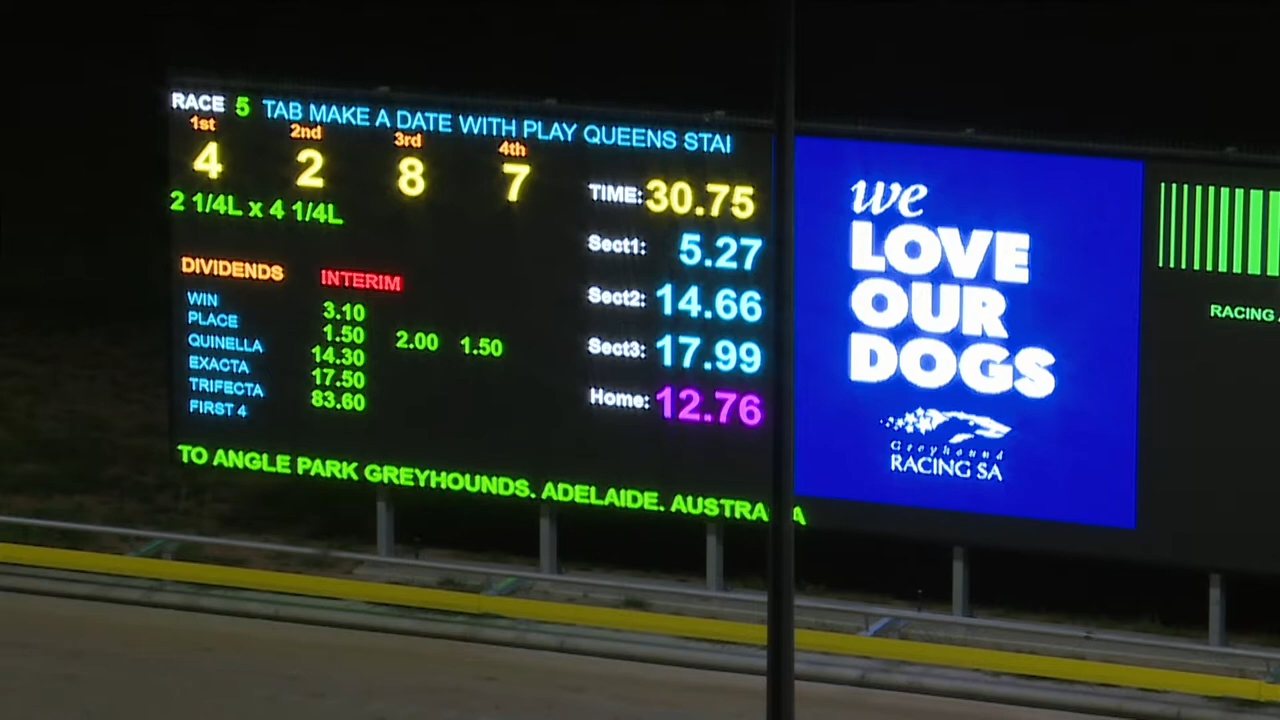 RACE 5 TAB MAKE A DATE WITH PLAY QUEENS STAI
1st 2nd 3rd 4th
4 2 8 7
2 1/4L x 4 1/4L
TIME: 30.75
Sect1: 5.27
Sect2: 14.66
Sect3: 17.99
Home: 12.76
DIVIDENDS INTERIM
WIN 3.10
PLACE 1.50 2.00 1.50
QUINELLA 14.30
EXACTA 17.50
TRIFECTA 83.60
FIRST 4
TO ANGLE PARK GREYHOUNDS. ADELAIDE. AUSTRALIA
we
LOVE
OUR
DOGS
Greyhound
RACING SA
RACING